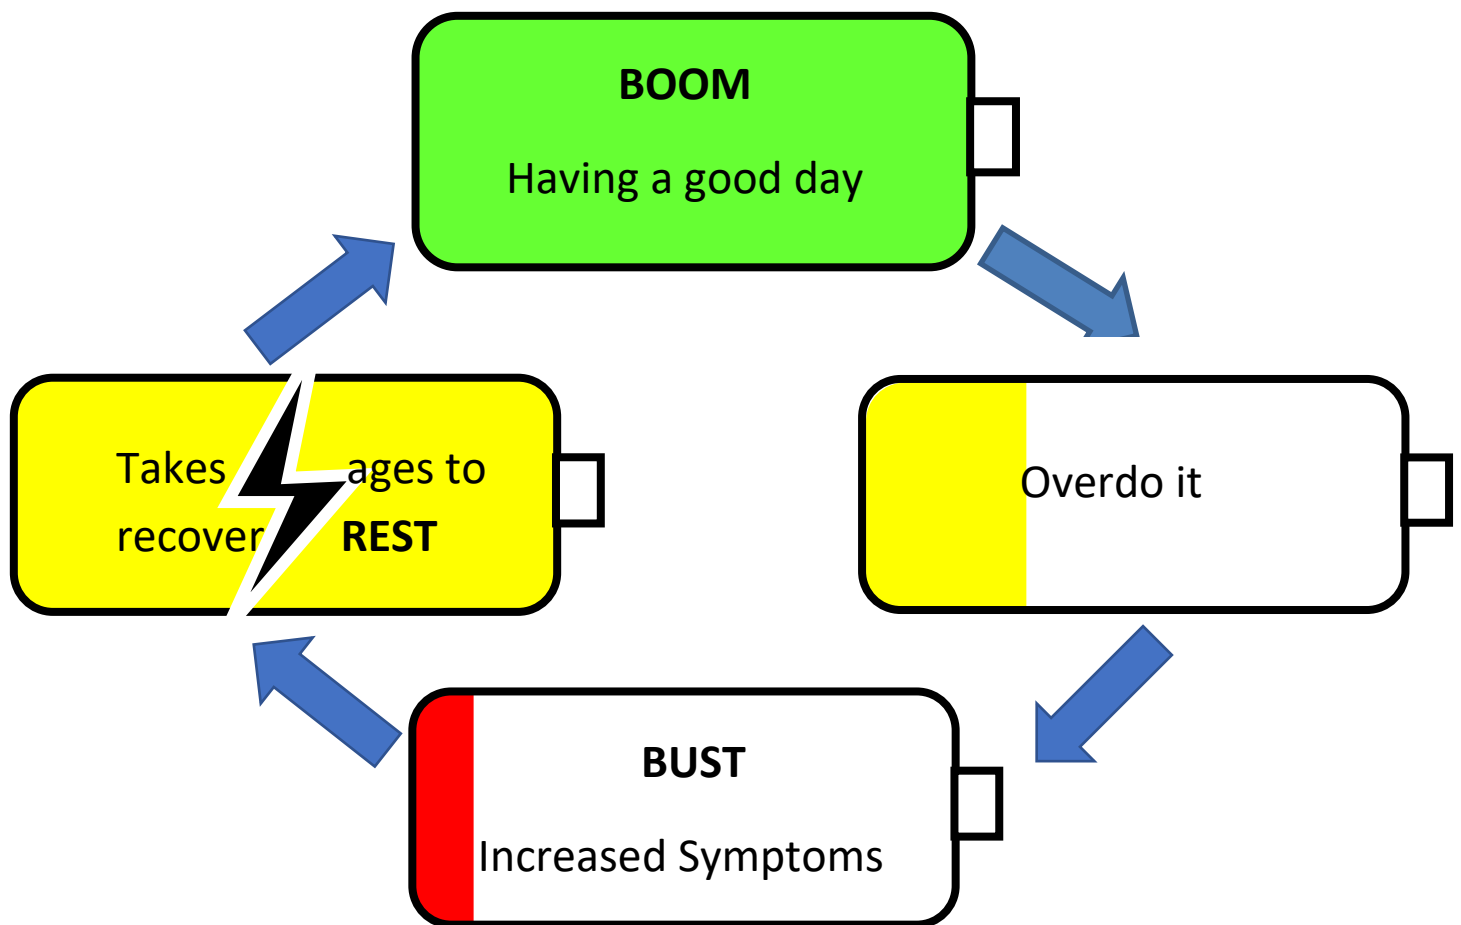 BOOM
Having a good day
Overdo it
BUST
Increased Symptoms
Takes ages to
recover REST